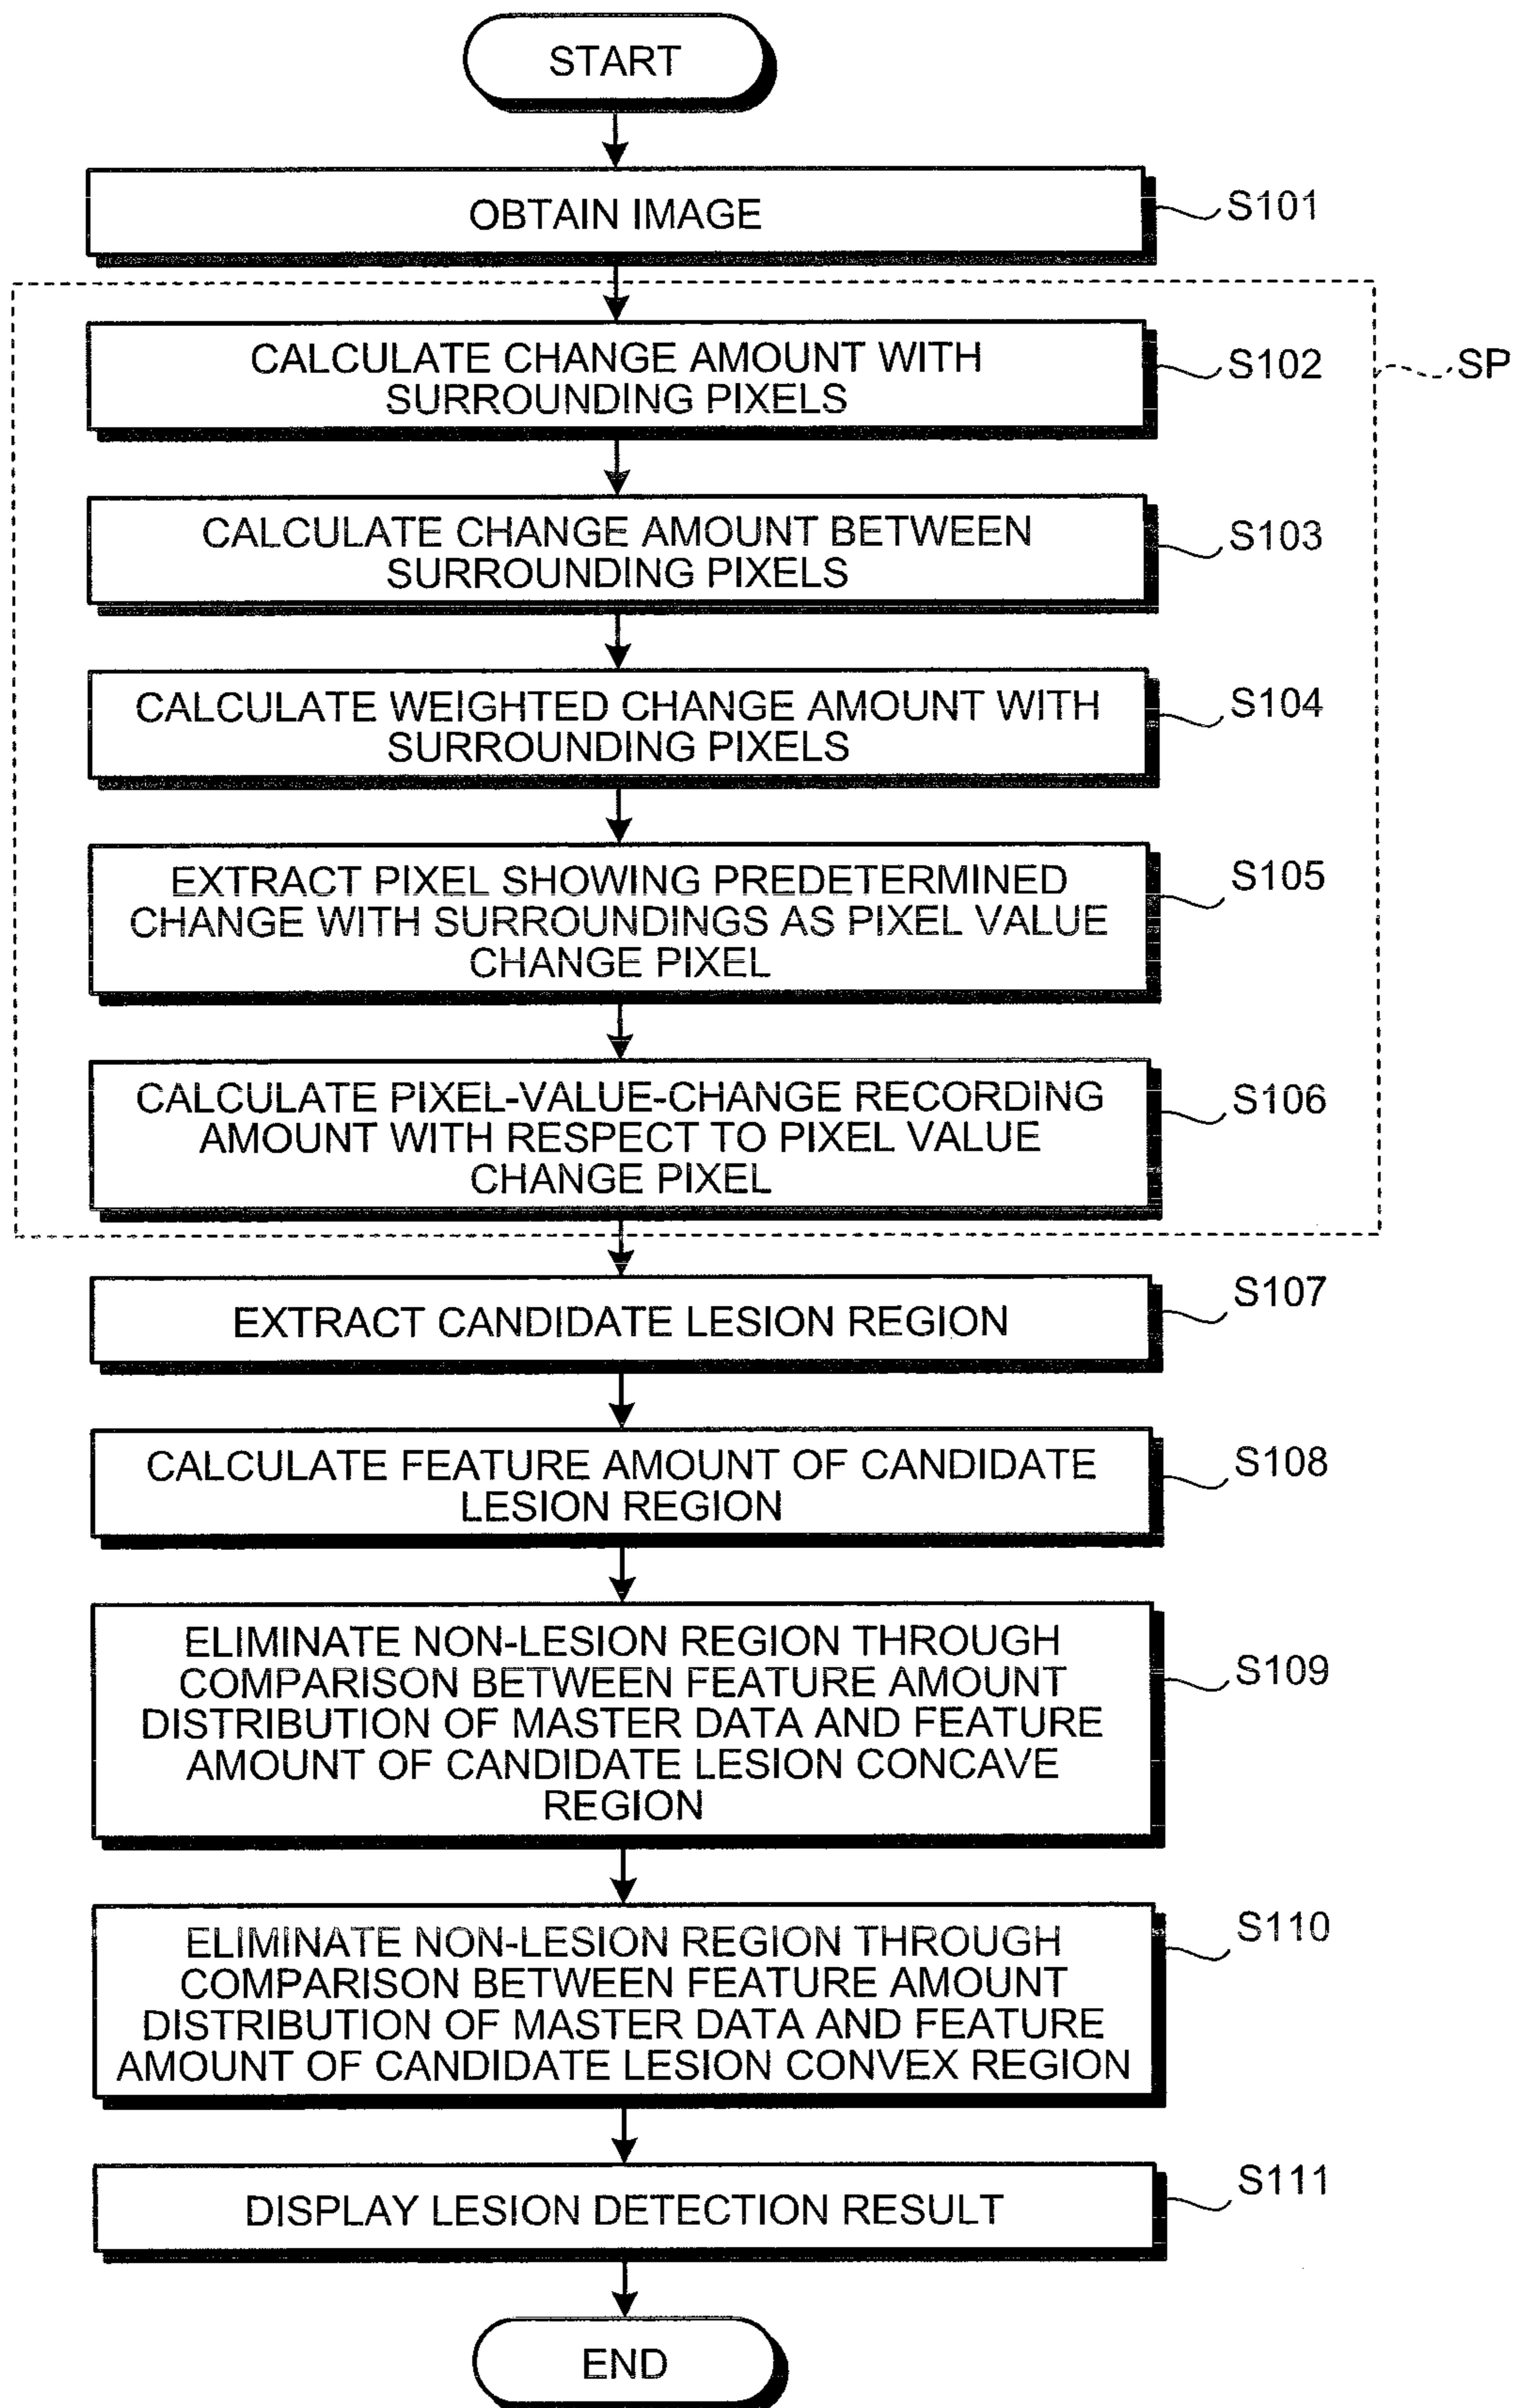 START
OBTAIN IMAGE
S101
CALCULATE CHANGE AMOUNT WITH
SURROUNDING PIXELS
S102
SP
CALCULATE CHANGE AMOUNT BETWEEN
SURROUNDING PIXELS
S103
CALCULATE WEIGHTED CHANGE AMOUNT WITH
SURROUNDING PIXELS
S104
EXTRACT PIXEL SHOWING PREDETERMINED
CHANGE WITH SURROUNDINGS AS PIXEL VALUE
CHANGE PIXEL
S105
CALCULATE PIXEL-VALUE-CHANGE RECORDING
AMOUNT WITH RESPECT TO PIXEL VALUE
CHANGE PIXEL
S106
EXTRACT CANDIDATE LESION REGION
S107
CALCULATE FEATURE AMOUNT OF CANDIDATE
LESION REGION
S108
ELIMINATE NON-LESION REGION THROUGH
COMPARISON BETWEEN FEATURE AMOUNT
DISTRIBUTION OF MASTER DATA AND FEATURE
AMOUNT OF CANDIDATE LESION CONCAVE
REGION
S109
ELIMINATE NON-LESION REGION THROUGH
COMPARISON BETWEEN FEATURE AMOUNT
DISTRIBUTION OF MASTER DATA AND FEATURE
AMOUNT OF CANDIDATE LESION CONVEX REGION
S110
DISPLAY LESION DETECTION RESULT
S111
END